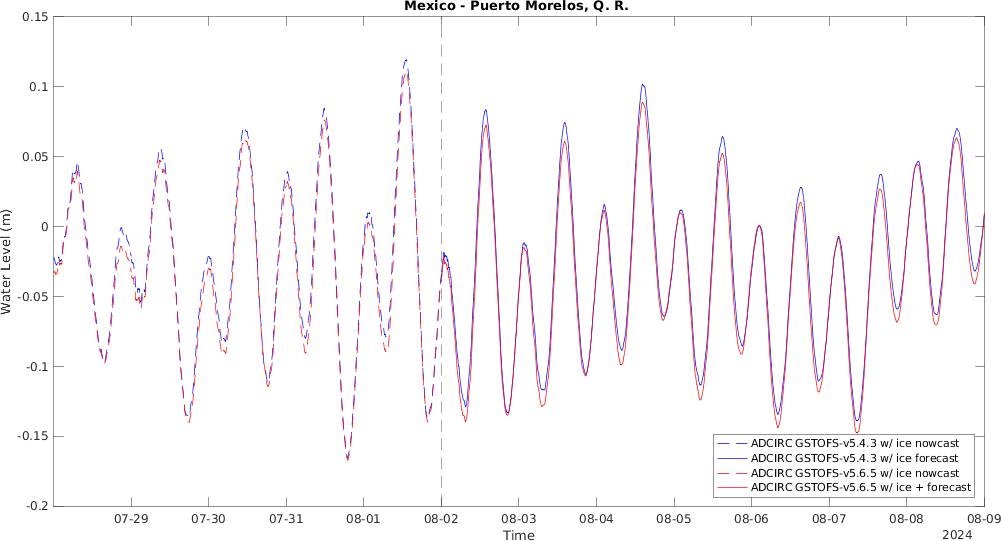 Mexico - Puerto Morelos, Q. R.
0.15
0.1
0.05
0
-0.05
-0.1
-0.15
-0.2
Water Level (m)
ADCIRC GSTOFS-v5.4.3 w/ ice nowcast
ADCIRC GSTOFS-v5.4.3 w/ ice forecast
ADCIRC GSTOFS-v5.6.5 w/ ice nowcast
ADCIRC GSTOFS-v5.6.5 w/ ice + forecast
07-29 07-30 07-31 08-01 08-02 08-03 08-04 08-05 08-06 08-07 08-08 08-09
Time
2024